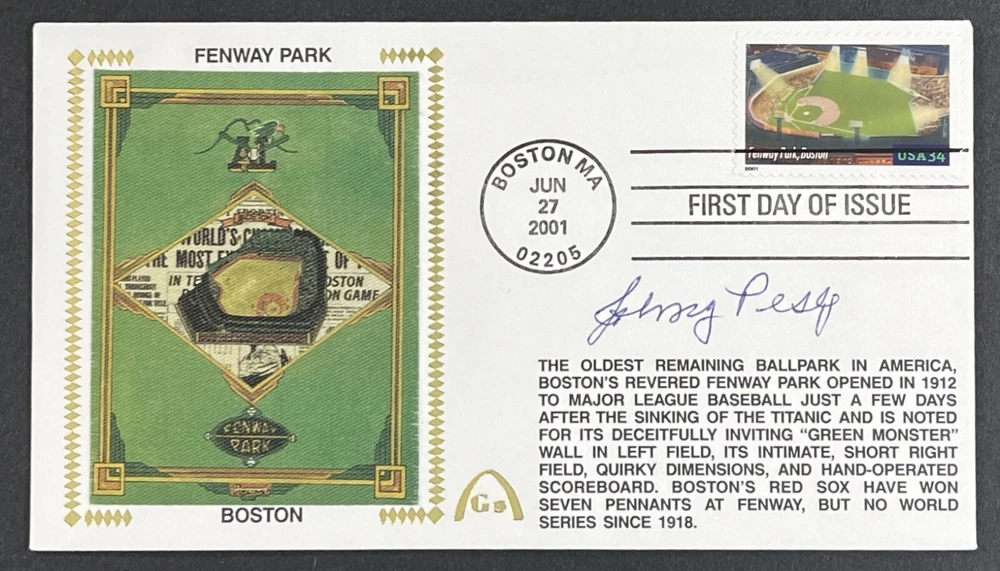 FENWAY PARK
AL
WORLD'S
THE MOST
OF
IN
BOSTON
ON GAME
FENWAY
PARK
BOSTON
Gs
Fenway Park, Boston
USA 34
2001
BOSTON MA
JUN
27
2001
02205
FIRST DAY OF ISSUE
Johnny Pesky
THE OLDEST REMAINING BALLPARK IN AMERICA,
BOSTON'S REVERED FENWAY PARK OPENED IN 1912
TO MAJOR LEAGUE BASEBALL JUST A FEW DAYS
AFTER THE SINKING OF THE TITANIC AND IS NOTED
FOR ITS DECEITFULLY INVITING “GREEN MONSTER”
WALL IN LEFT FIELD, ITS INTIMATE, SHORT RIGHT
FIELD, QUIRKY DIMENSIONS, AND HAND-OPERATED
SCOREBOARD. BOSTON'S RED SOX HAVE WON
SEVEN PENNANTS AT FENWAY, BUT NO WORLD
SERIES SINCE 1918.